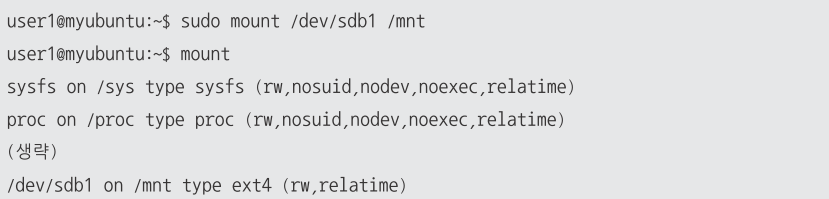 user1@myubuntu:~$ sudo mount /dev/sdb1 /mnt
user1@myubuntu:~$ mount
sysfs on /sys type sysfs (rw,nosuid,nodev,noexec,relatime)
proc on /proc type proc (rw,nosuid,nodev,noexec,relatime)
(생략)
/dev/sdb1 on /mnt type ext4 (rw,relatime)